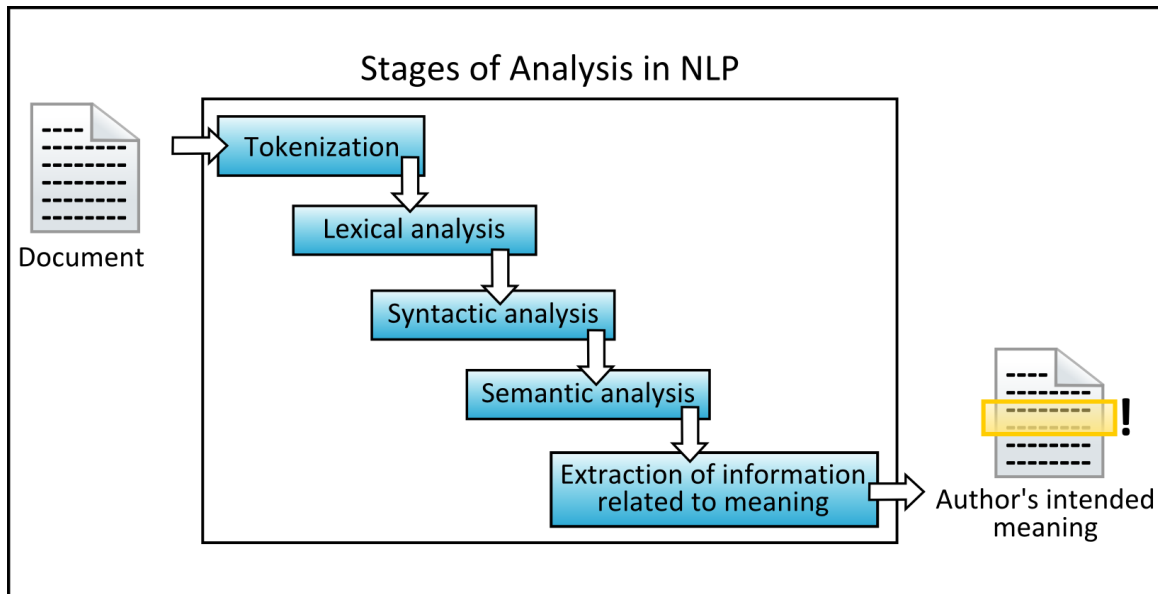 Stages of Analysis in NLP
Tokenization
Document
Lexical analysis
Syntactic analysis
Semantic analysis
Extraction of information
related to meaning
!
Author's intended
meaning